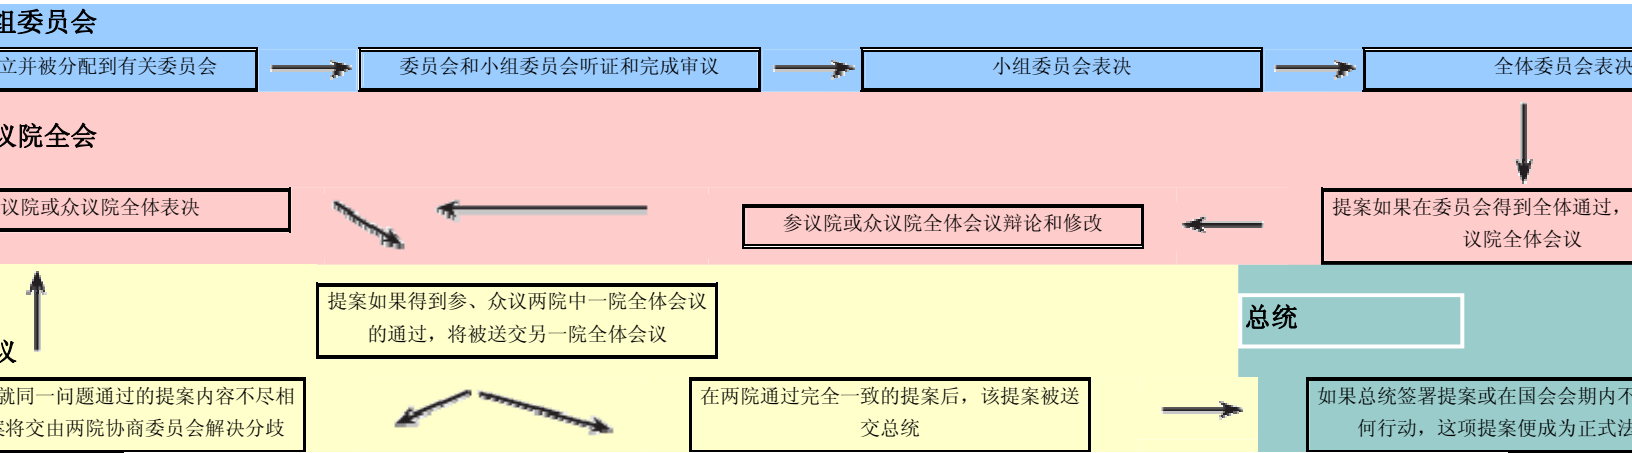 组委员会
立并被分配到有关委员会
委员会和小组委员会听证和完成审议
小组委员会表决
全体委员会表决
议院全会
议院或众议院全体表决
参议院或众议院全体会议辩论和修改
提案如果在委员会得到全体通过，
议院全体会议
提案如果得到参、众议两院中一院全体会议
的通过，将被送交另一院全体会议
总统
议
就同一问题通过的提案内容不尽相
案将交由两院协商委员会解决分歧
在两院通过完全一致的提案后，该提案被送
交总统
如果总统签署提案或在国会会期内不
何行动，这项提案便成为正式法